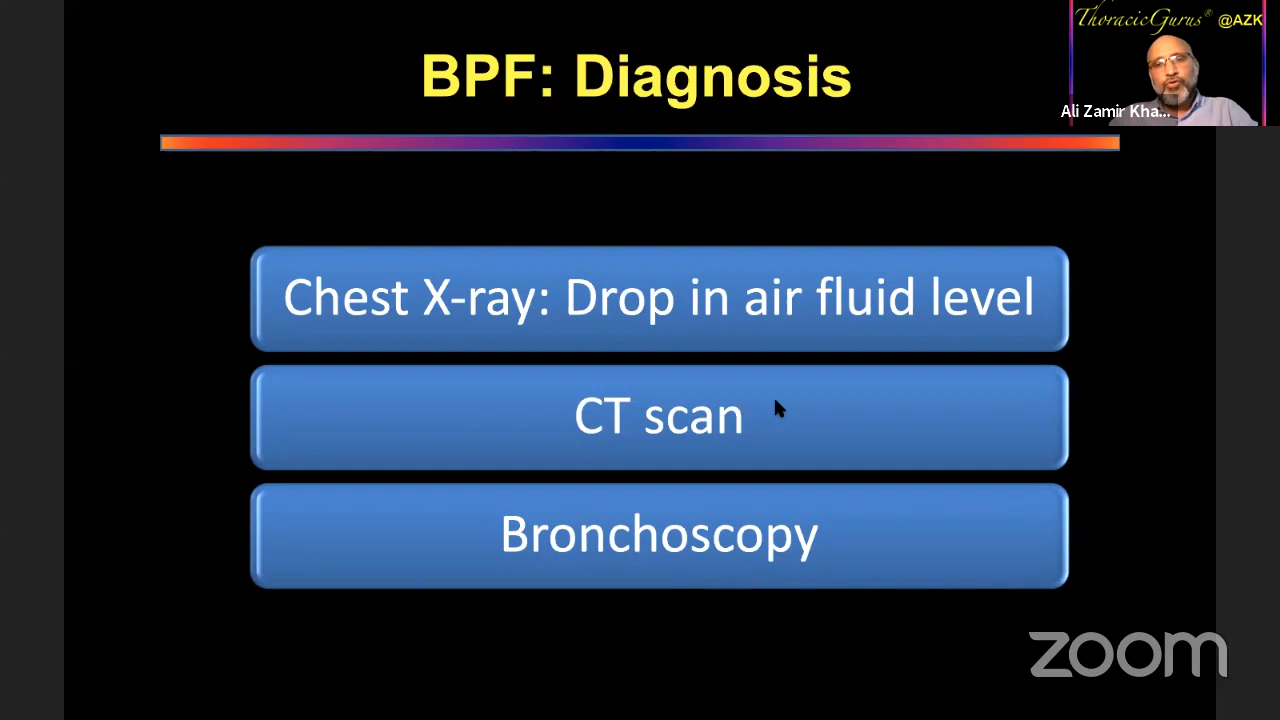 ThoracicGurus® @AZK
BPF: Diagnosis
Ali Zamir Kha...
Chest X-ray: Drop in air fluid level
CT scan
Bronchoscopy
zoom